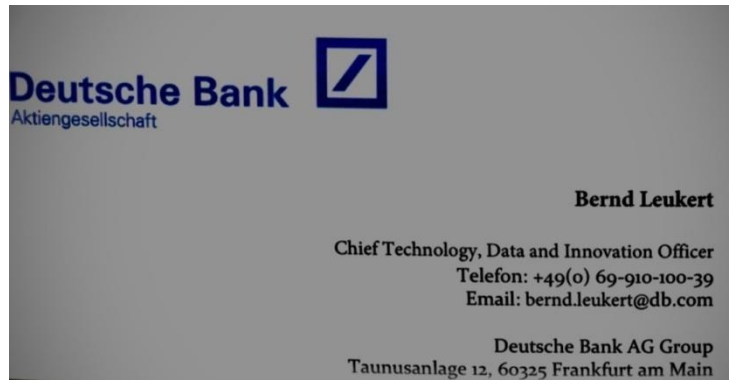 Deutsche Bank
Aktiengesellschaft
Bernd Leukert
Chief Technology, Data and Innovation Officer
Telefon: +49(0) 69-910-100-39
Email: bernd.leukert@db.com
Deutsche Bank AG Group
Taunusanlage 12, 60325 Frankfurt am Main